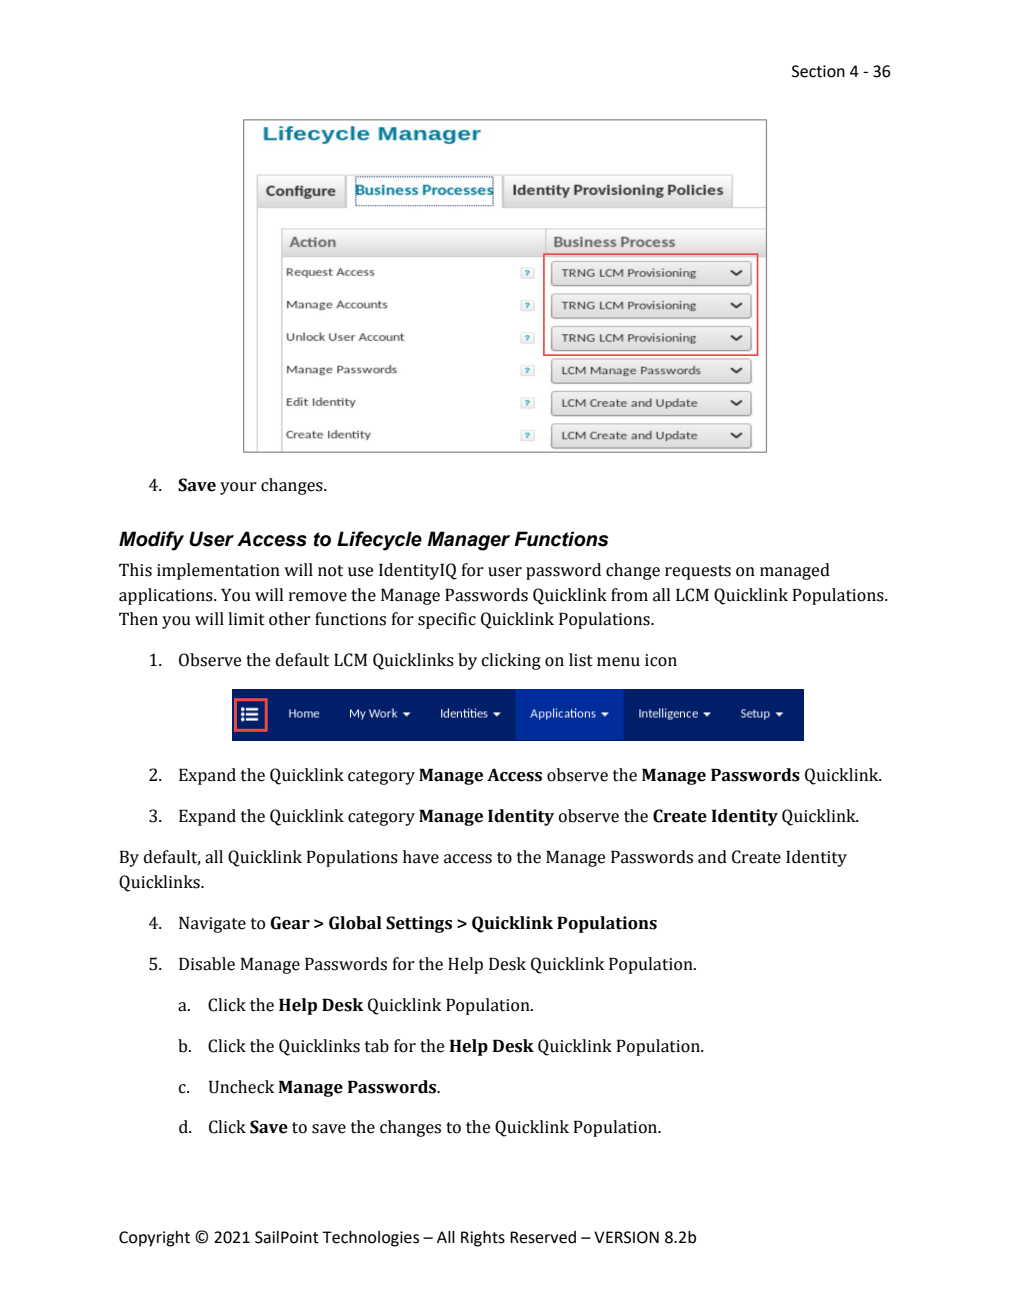 Section 4 - 36
Lifecycle Manager
Configure Business Processes Identity Provisioning Policies
Action Business Process
Request Access ? TRNG LCM Provisioning
Manage Accounts ? TRNG LCM Provisioning
Unlock User Account ? TRNG LCM Provisioning
Manage Passwords ? LCM Manage Passwords
Edit Identity ? LCM Create and Update
Create Identity ? LCM Create and Update
4. Save your changes.
Modify User Access to Lifecycle Manager Functions
This implementation will not use IdentityIQ for user password change requests on managed
applications. You will remove the Manage Passwords Quicklink from all LCM Quicklink Populations.
Then you will limit other functions for specific Quicklink Populations.
1. Observe the default LCM Quicklinks by clicking on list menu icon
Home My Work Identities Applications Intelligence Setup
2. Expand the Quicklink category Manage Access observe the Manage Passwords Quicklink.
3. Expand the Quicklink category Manage Identity observe the Create Identity Quicklink.
By default, all Quicklink Populations have access to the Manage Passwords and Create Identity
Quicklinks.
4. Navigate to Gear > Global Settings > Quicklink Populations
5. Disable Manage Passwords for the Help Desk Quicklink Population.
a. Click the Help Desk Quicklink Population.
b. Click the Quicklinks tab for the Help Desk Quicklink Population.
c. Uncheck Manage Passwords.
d. Click Save to save the changes to the Quicklink Population.
Copyright © 2021 SailPoint Technologies – All Rights Reserved – VERSION 8.2b